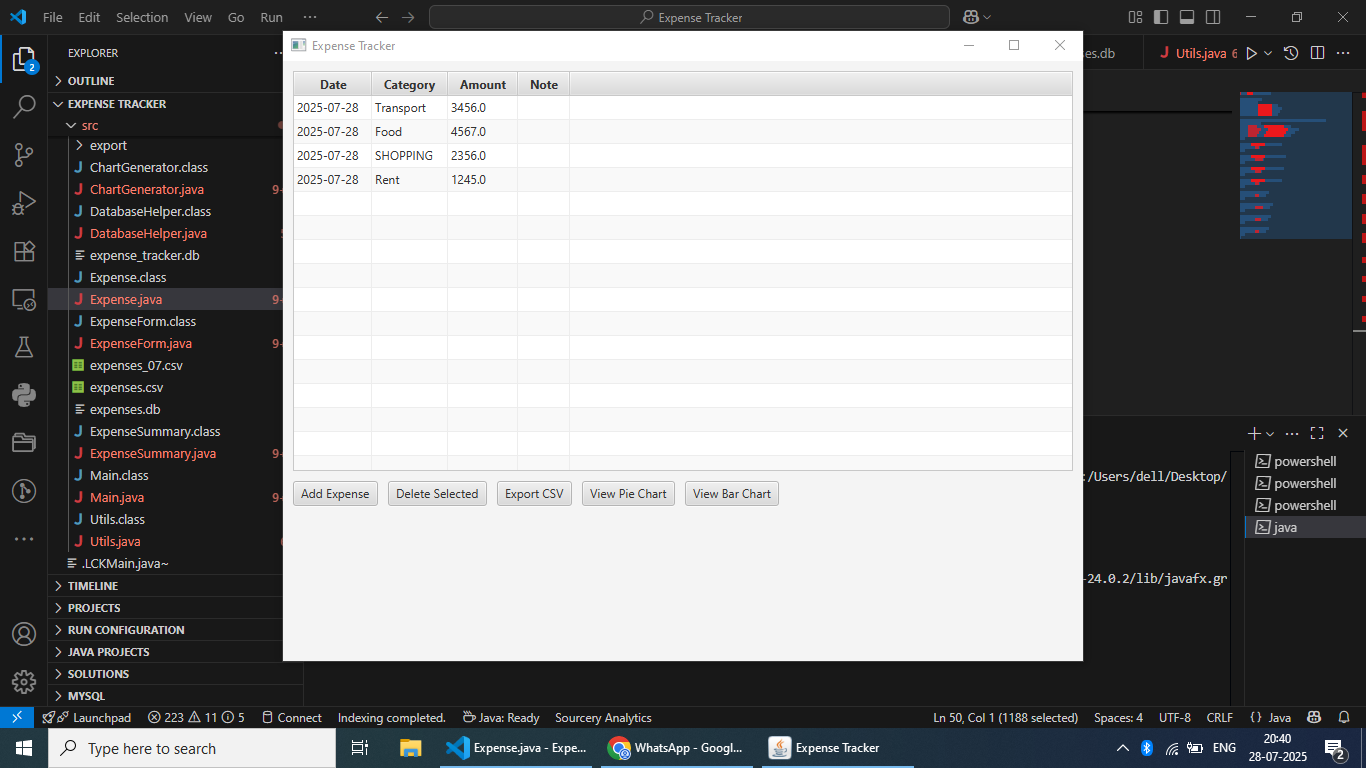 File Edit Selection View Go Run ··· Expense Tracker
EXPLORER
OUTLINE
EXPENSE TRACKER
src
export
ChartGenerator.class
ChartGenerator.java 9+
DatabaseHelper.class
DatabaseHelper.java
expense_tracker.db
Expense.class
Expense.java 9+
ExpenseForm.class
ExpenseForm.java 9+
expenses_07.csv
expenses.csv
expenses.db
ExpenseSummary.class
ExpenseSummary.java 9+
Main.class
Main.java 9+
Utils.class
Utils.java
.LCKMain.java~
TIMELINE
PROJECTS
RUN CONFIGURATION
JAVA PROJECTS
SOLUTIONS
MYSQL
2
Expense Tracker
Date Category Amount Note
2025-07-28 Transport 3456.0
2025-07-28 Food 4567.0
2025-07-28 SHOPPING 2356.0
2025-07-28 Rent 1245.0
Add Expense Delete Selected Export CSV View Pie Chart View Bar Chart
es.db Utils.java 6
:/Users/dell/Desktop/
-24.0.2/lib/javafx.gr
powershell
powershell
powershell
java
Launchpad 223 11 5 Connect Indexing completed. Java: Ready Sourcery Analytics Ln 50, Col 1 (1188 selected) Spaces: 4 UTF-8 CRLF {} Java
Type here to search Expense.java - Expe... WhatsApp - Googl... Expense Tracker ENG 20:40
28-07-2025
2